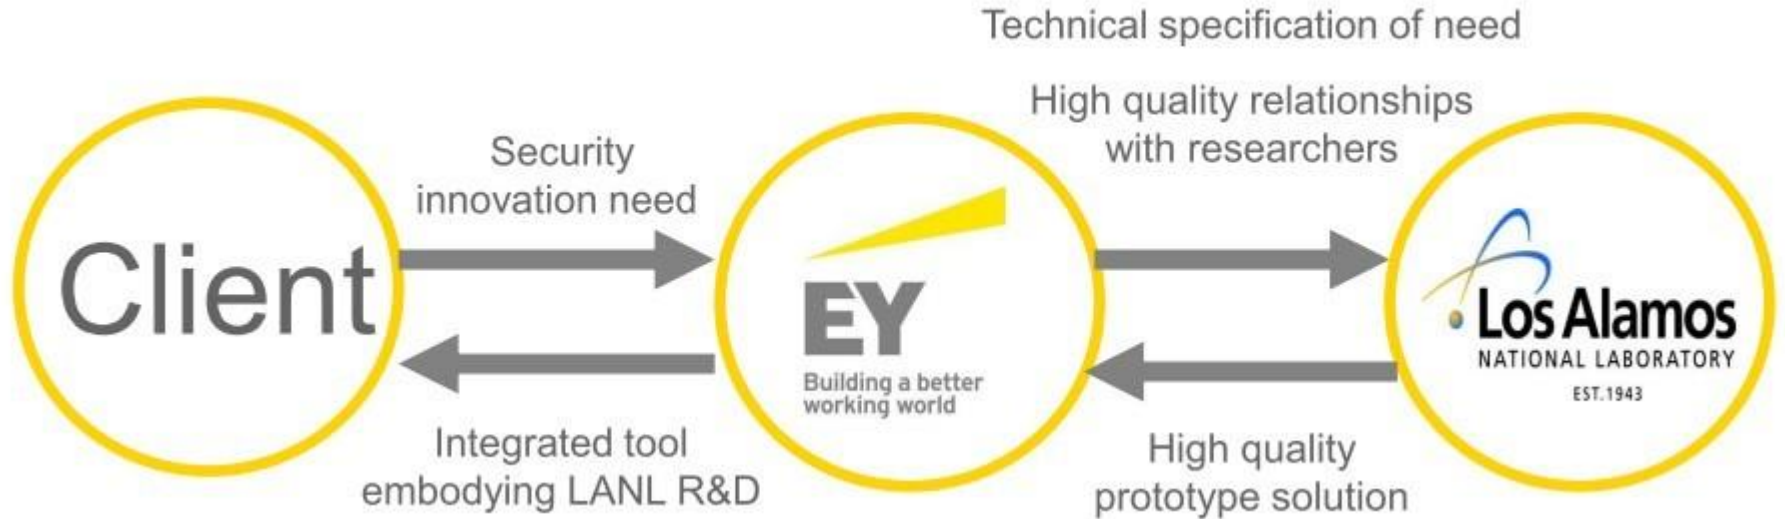 Technical specification of need
High quality relationships
with researchers
Security
innovation need
Client
EY
Building a better
working world
Los Alamos
NATIONAL LABORATORY
EST.1943
Integrated tool
embodying LANL R&D
High quality
prototype solution